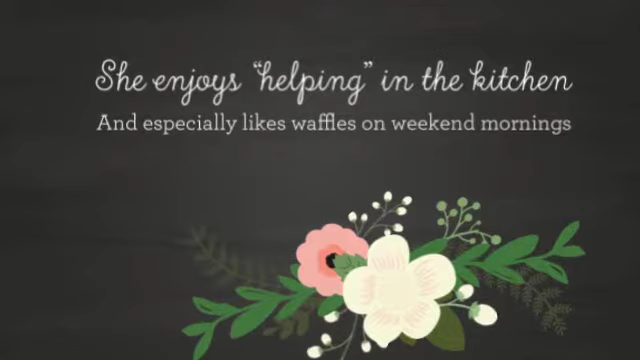 She enjoys “helping” in the kitchen
And especially likes waffles on weekend mornings